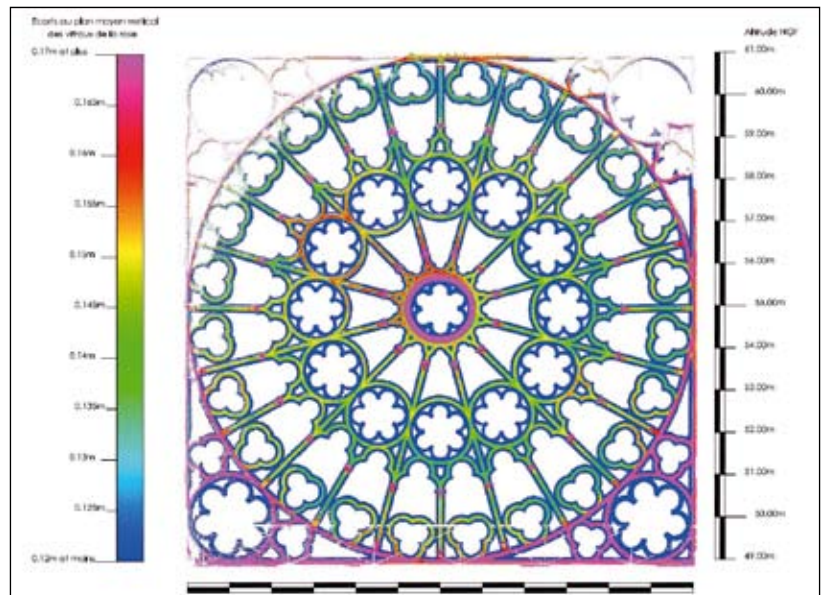 Ecarts au plan moyen vertical
des vitraux de la rose
0.17m et plus
0.165m
0.16m
0.155m
0.15m
0.145m
0.14m
0.135m
0.13m
0.125m
0.12m et moins
Altitude NGF
61.00m
60.00m
59.00m
58.00m
57.00m
56.00m
55.00m
54.00m
53.00m
52.00m
51.00m
50.00m
49.00m